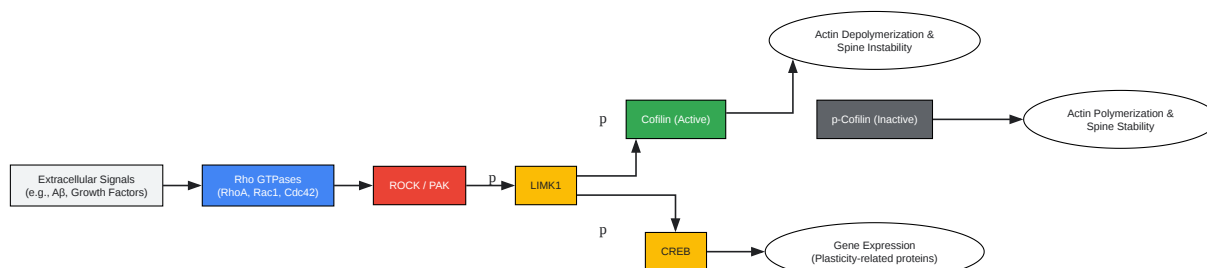 Actin Depolymerization &
Spine Instability
p
Cofilin (Active)
p-Cofilin (Inactive)
Actin Polymerization &
Spine Stability
Extracellular Signals
(e.g., Aβ, Growth Factors)
Rho GTPases
(RhoA, Rac1, Cdc42)
ROCK / PAK
p
LIMK1
p
CREB
Gene Expression
(Plasticity-related proteins)